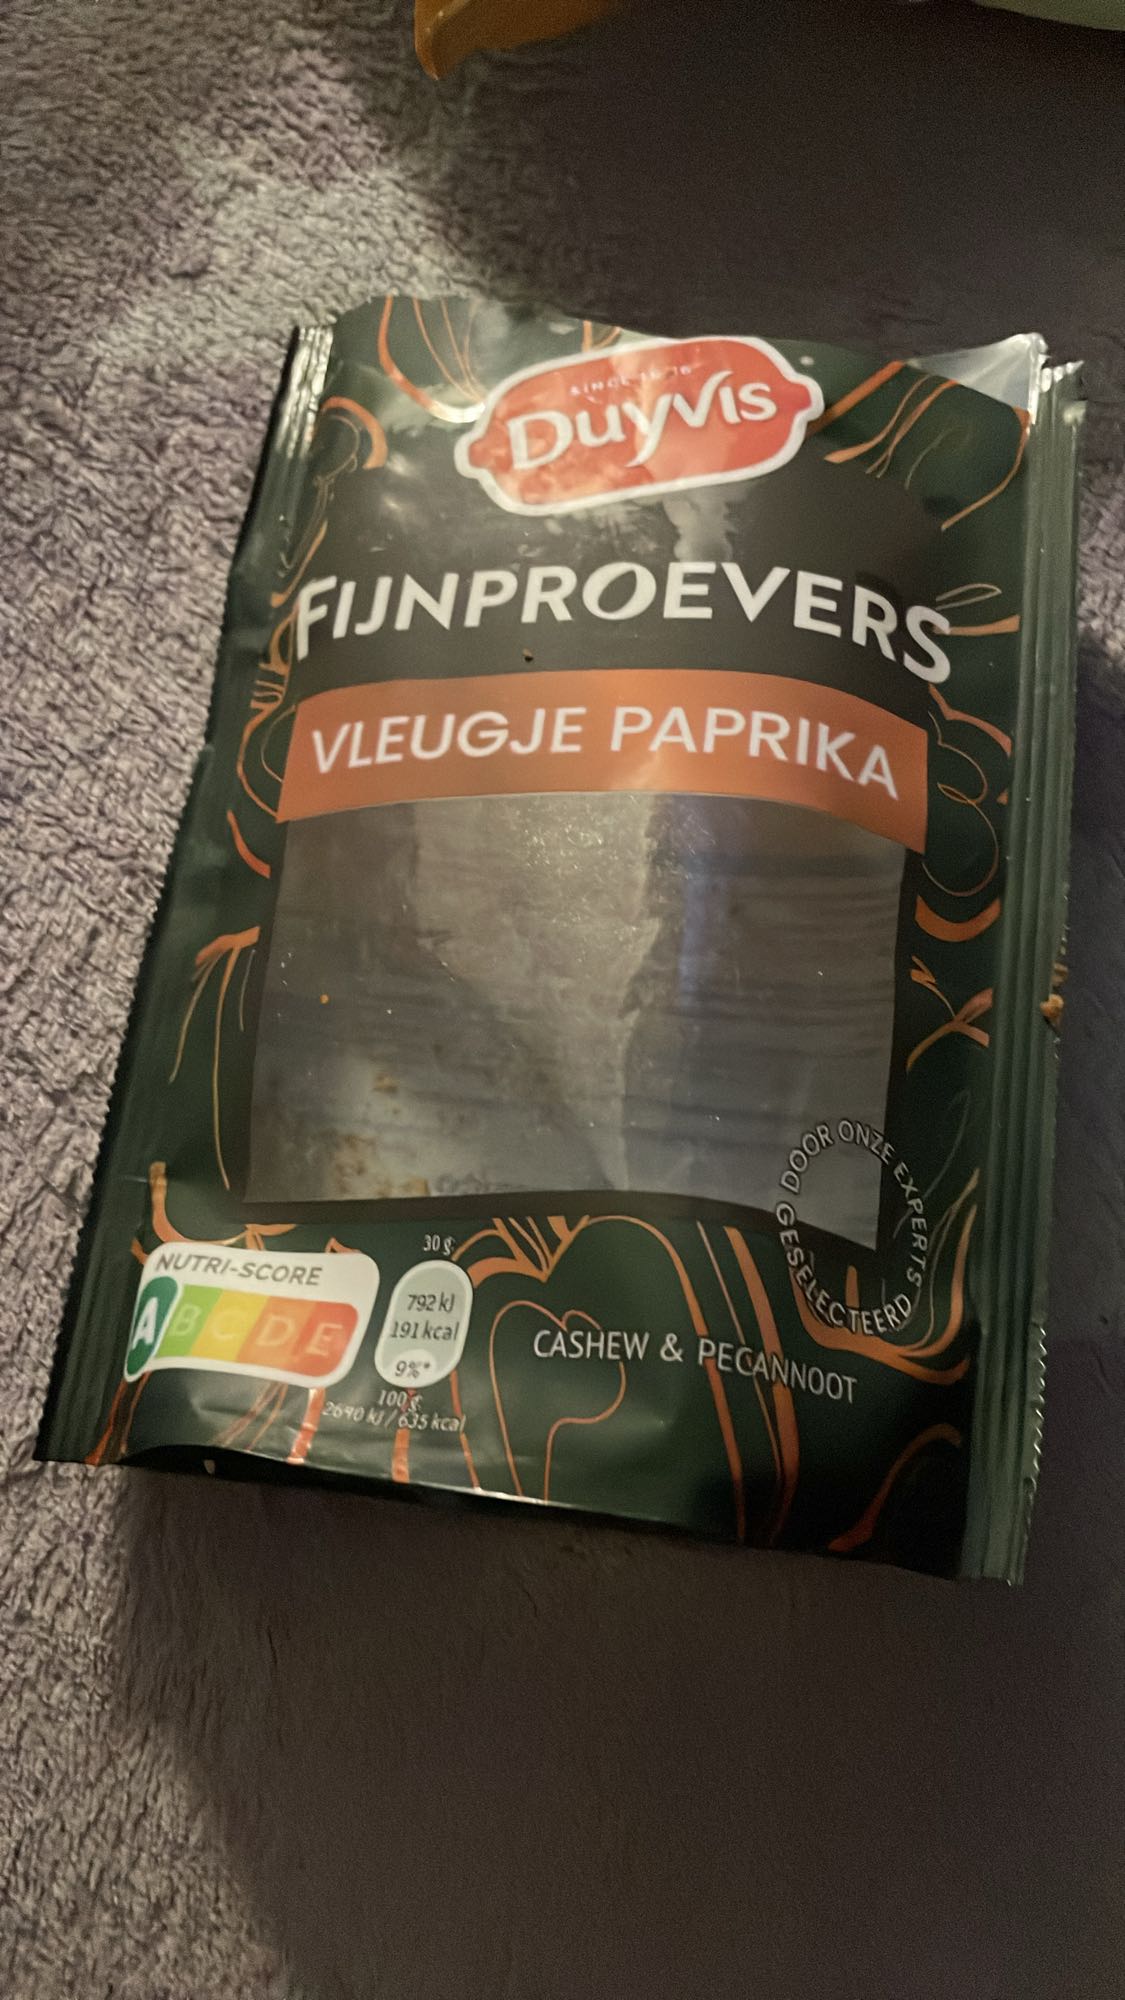 SINCE 1806
Duyvis
FIJNPROEVERS
VLEUGJE PAPRIKA
GESELECTEERD DOOR ONZE EXPERTS
NUTRI-SCORE
A B C D E
30 g:
792 kJ
191 kcal
9%*
100 g:
2640 kJ / 635 kcal
CASHEW & PECANNOOT